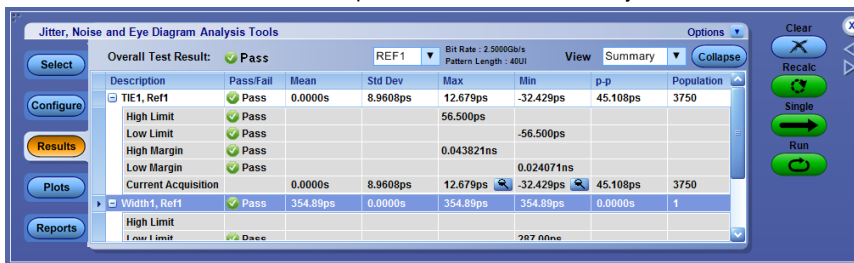 Jitter, Noise and Eye Diagram Analysis Tools Options Clear
Select Overall Test Result: Pass REF1 Bit Rate : 2.5000Gb/s View Summary Collapse
Pattern Length : 40UI
Recalc
Description Pass/Fail Mean Std Dev Max Min p-p Population
TIE1, Ref1 Pass 0.0000s 8.9608ps 12.679ps -32.429ps 45.108ps 3750
Configure
Single
High Limit Pass 56.500ps
Low Limit Pass -56.500ps
Results High Margin Pass 0.043821ns Run
Low Margin Pass 0.024071ns
Plots Current Acquisition 0.0000s 8.9608ps 12.679ps -32.429ps 45.108ps 3750
Width1, Ref1 Pass 354.89ps 0.0000s 354.89ps 354.89ps 0.0000s 1
Reports High Limit
Low Limit Pass 287.00ps